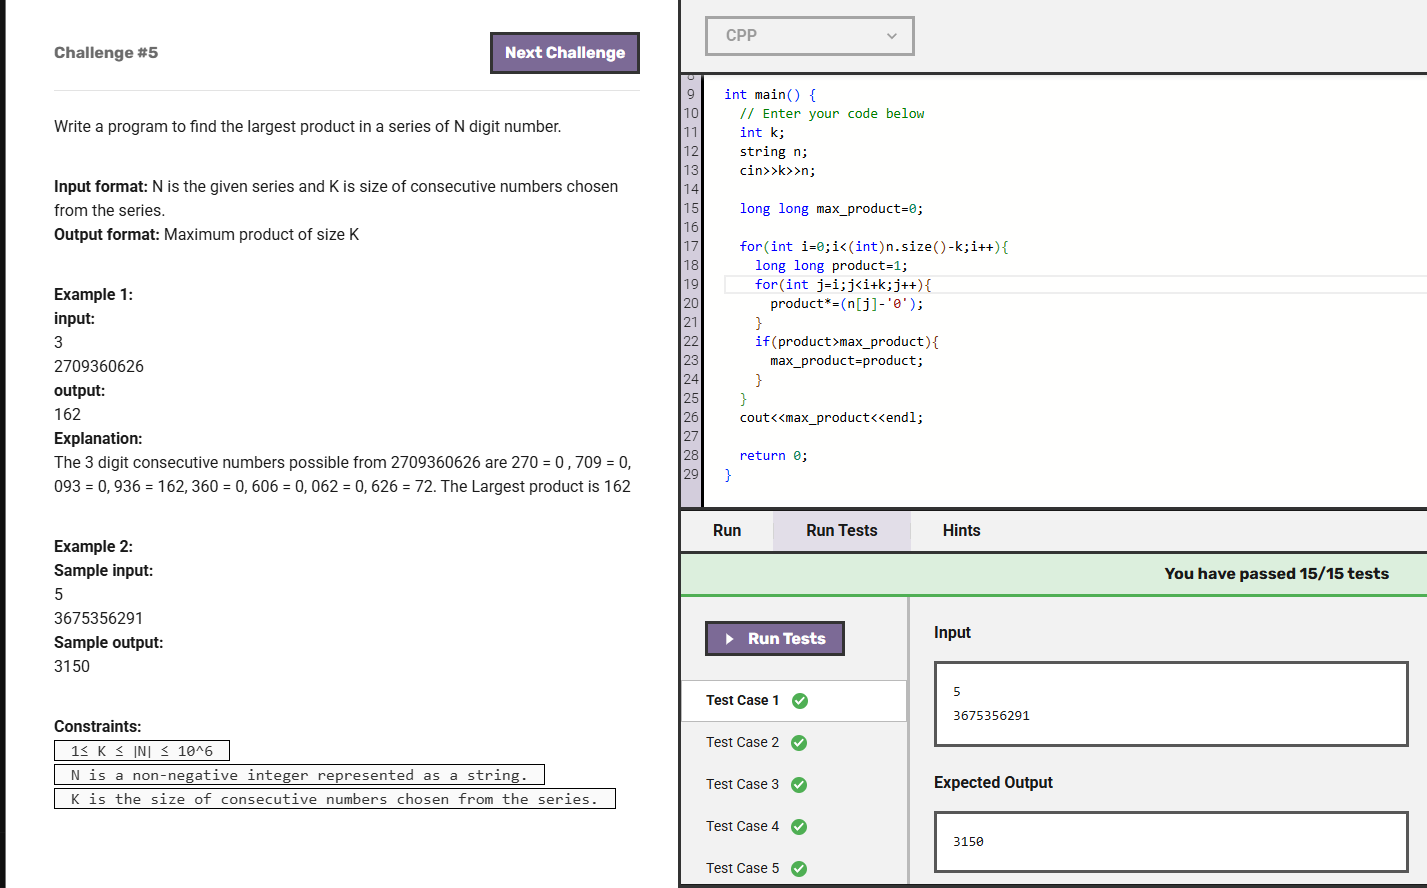 Challenge #5
Next Challenge
Write a program to find the largest product in a series of N digit number.
Input format: N is the given series and K is size of consecutive numbers chosen
from the series.
Output format: Maximum product of size K
Example 1:
input:
3
2709360626
output:
162
Explanation:
The 3 digit consecutive numbers possible from 2709360626 are 270 = 0 , 709 = 0,
093 = 0, 936 = 162, 360 = 0, 606 = 0, 062 = 0, 626 = 72. The Largest product is 162
Example 2:
Sample input:
5
3675356291
Sample output:
3150
Constraints:
1≤ K ≤ |N| ≤ 10^6
N is a non-negative integer represented as a string.
K is the size of consecutive numbers chosen from the series.
CPP
8
9 int main() {
10 // Enter your code below
11 int k;
12 string n;
13 cin>>k>>n;
14
15 long long max_product=0;
16
17 for(int i=0;i<(int)n.size()-k;i++){
18 long long product=1;
19 for(int j=i;j<i+k;j++){
20 product*=(n[j]-'0');
21 }
22 if(product>max_product){
23 max_product=product;
24 }
25 }
26 cout<<max_product<<endl;
27
28 return 0;
29 }
Run
Run Tests
Hints
You have passed 15/15 tests
Run Tests
Test Case 1
Test Case 2
Test Case 3
Test Case 4
Test Case 5
Input
5
3675356291
Expected Output
3150